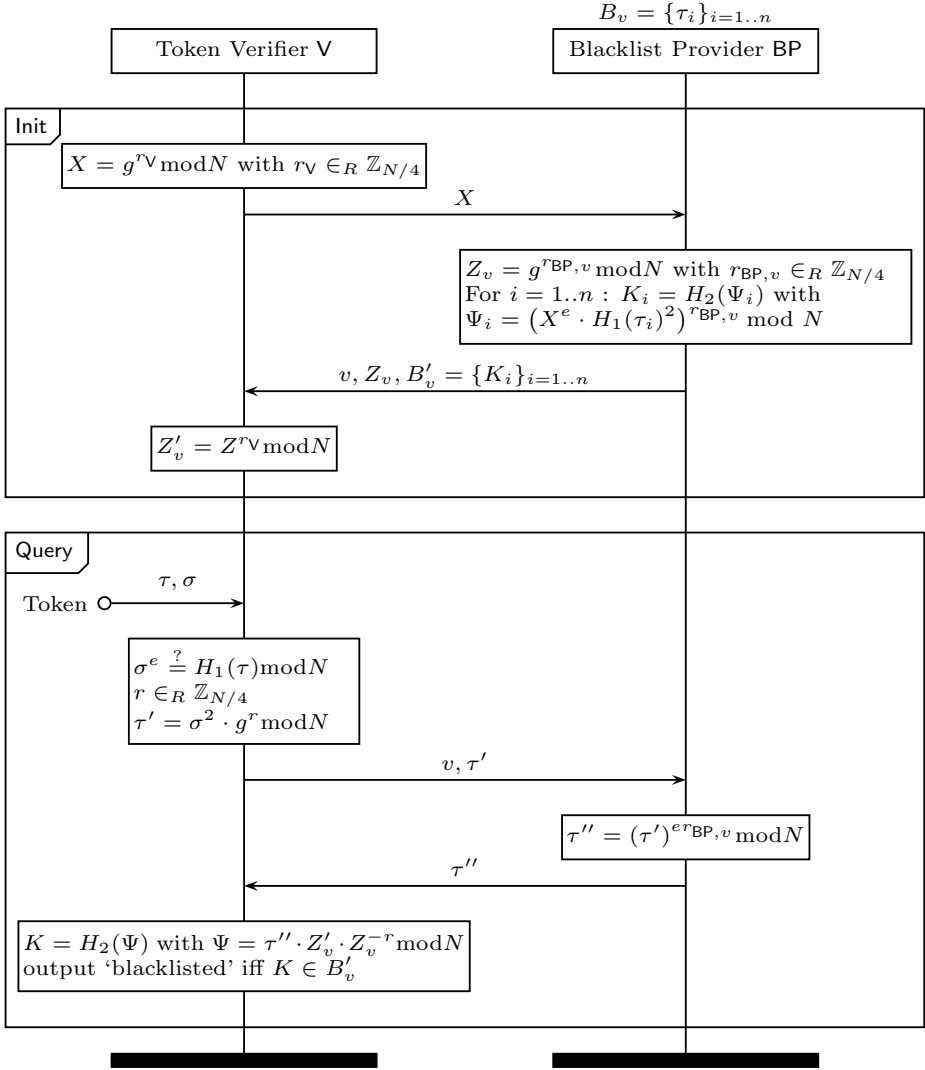 B_v = {τ_i}_{i=1..n}
Token Verifier V
Blacklist Provider BP
Init
X = g^{r_V} mod N with r_V ∈_R ℤ_{N/4}
X
Z_v = g^{r_{BP,v}} mod N with r_{BP,v} ∈_R ℤ_{N/4}
For i = 1..n : K_i = H_2(Ψ_i) with
Ψ_i = (X^e · H_1(τ_i)^2)^{r_{BP,v}} mod N
v, Z_v, B′_v = {K_i}_{i=1..n}
Z′_v = Z^{r_V} mod N
Query
τ, σ
Token
σ^e ≟ H_1(τ) mod N
r ∈_R ℤ_{N/4}
τ′ = σ^2 · g^r mod N
v, τ′
τ″ = (τ′)^{e r_{BP,v}} mod N
τ″
K = H_2(Ψ) with Ψ = τ″ · Z′_v · Z_v^{−r} mod N
output ‘blacklisted’ iff K ∈ B′_v